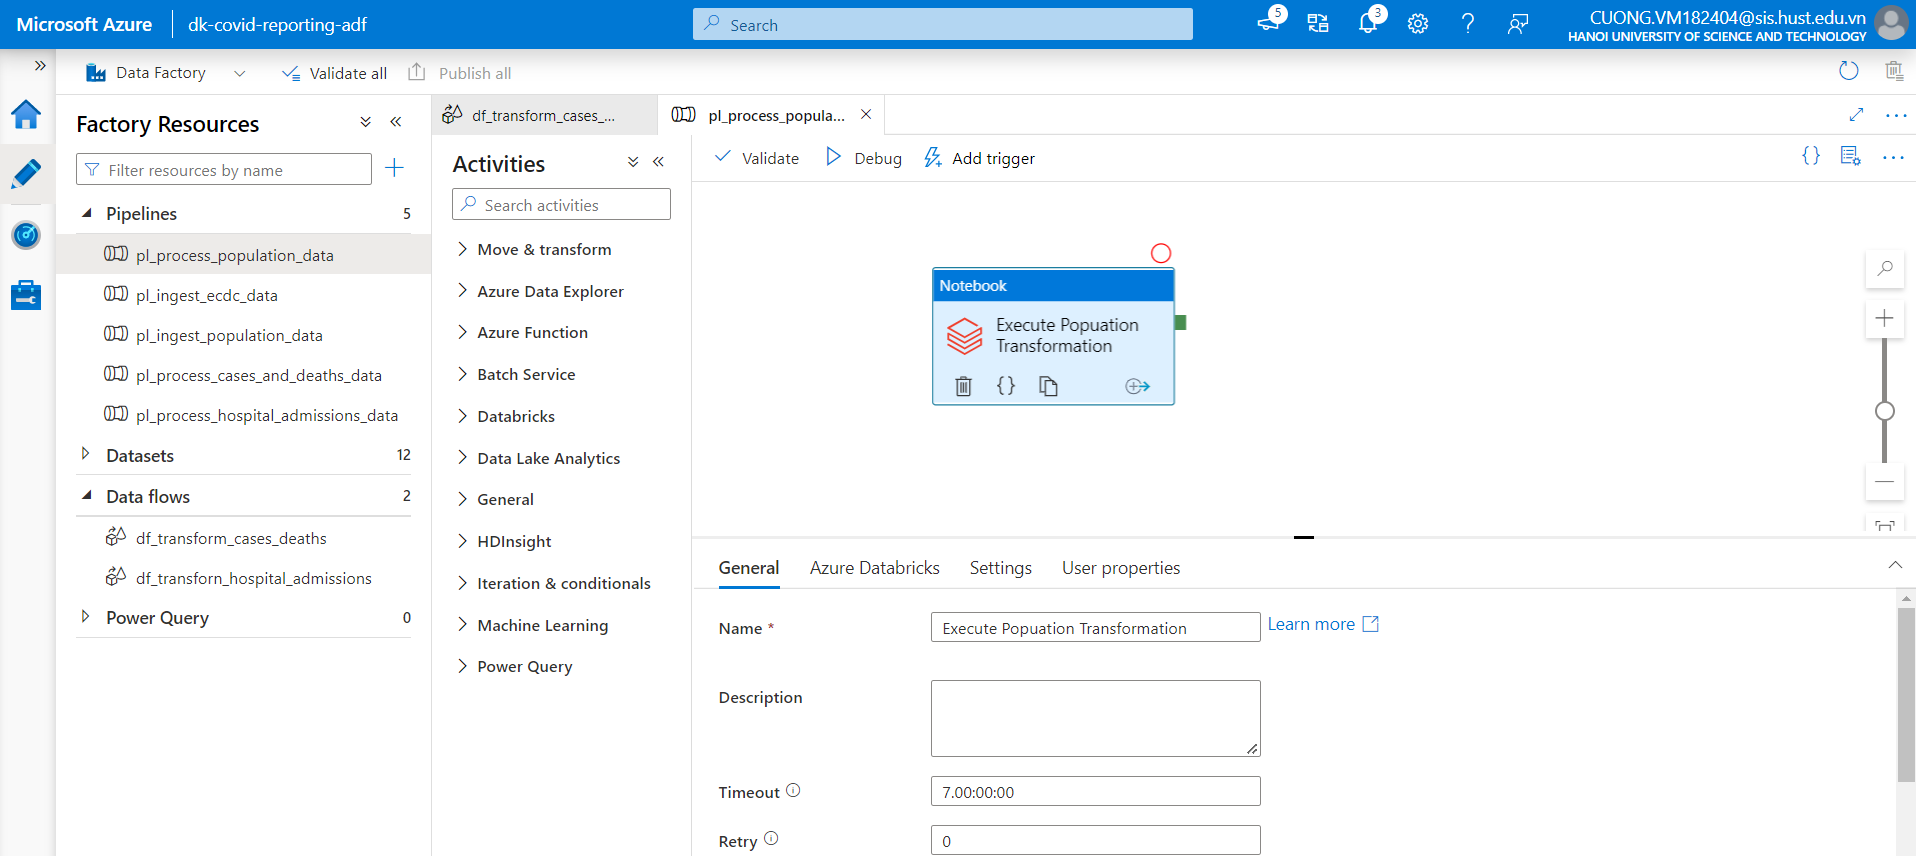 Microsoft Azure
dk-covid-reporting-adf
Search
5
3
CUONG.VM182404@sis.hust.edu.vn
HANOI UNIVERSITY OF SCIENCE AND TECHNOLOGY
Data Factory
Validate all
Publish all
Factory Resources
Filter resources by name
Pipelines 5
pl_process_population_data
pl_ingest_ecdc_data
pl_ingest_population_data
pl_process_cases_and_deaths_data
pl_process_hospital_admissions_data
Datasets 12
Data flows 2
df_transform_cases_deaths
df_transforn_hospital_admissions
Power Query 0
df_transform_cases_...
pl_process_popula...
Activities
Search activities
Move & transform
Azure Data Explorer
Azure Function
Batch Service
Databricks
Data Lake Analytics
General
HDInsight
Iteration & conditionals
Machine Learning
Power Query
Validate
Debug
Add trigger
Notebook
Execute Popuation
Transformation
General
Azure Databricks
Settings
User properties
Name *
Execute Popuation Transformation
Learn more
Description
Timeout
7.00:00:00
Retry
0